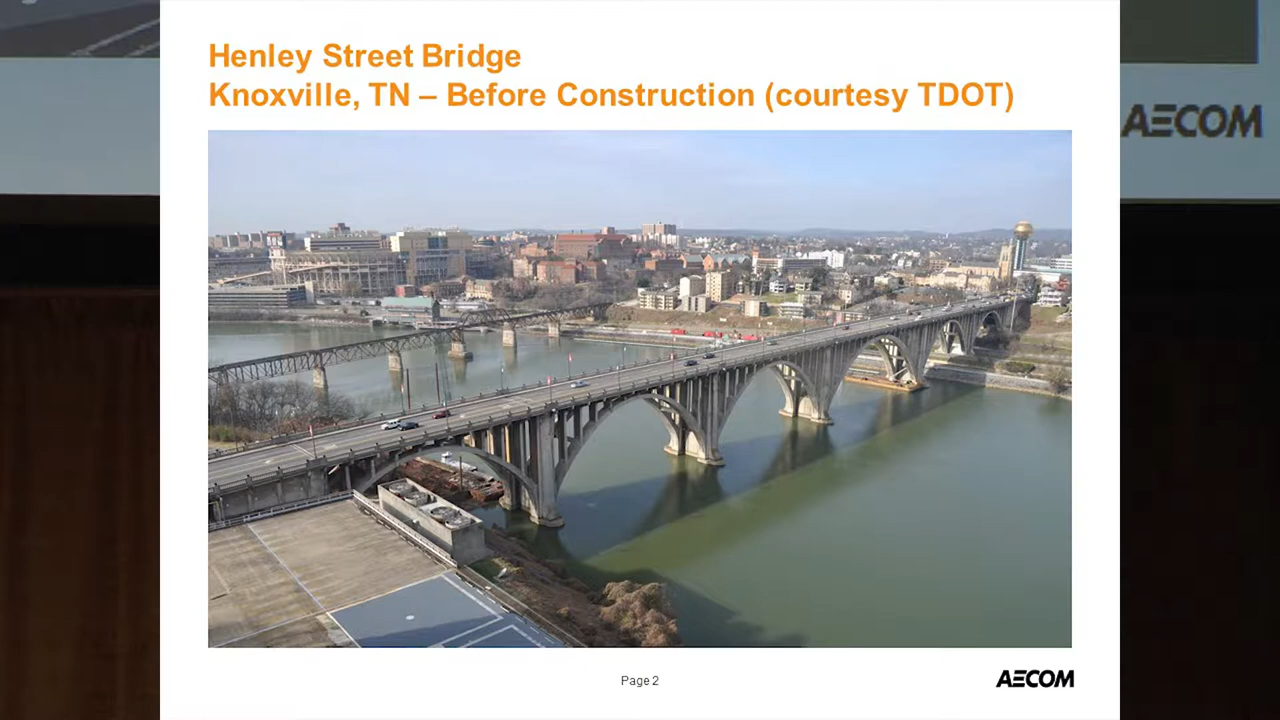 Henley Street Bridge
Knoxville, TN – Before Construction (courtesy TDOT)
AECOM
Page 2
AECOM